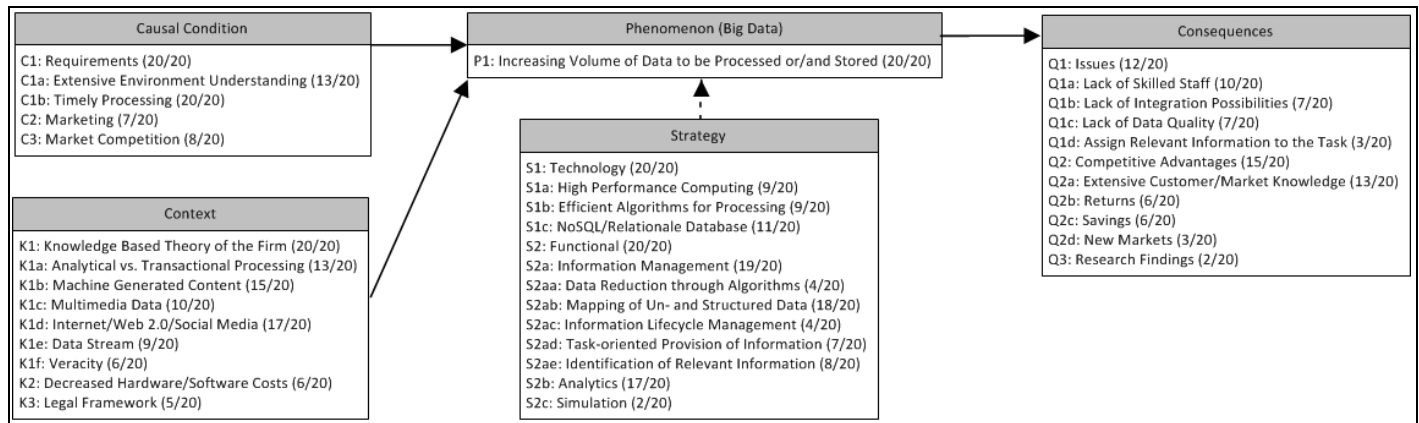 Causal Condition
C1: Requirements (20/20)
C1a: Extensive Environment Understanding (13/20)
C1b: Timely Processing (20/20)
C2: Marketing (7/20)
C3: Market Competition (8/20)
Context
K1: Knowledge Based Theory of the Firm (20/20)
K1a: Analytical vs. Transactional Processing (13/20)
K1b: Machine Generated Content (15/20)
K1c: Multimedia Data (10/20)
K1d: Internet/Web 2.0/Social Media (17/20)
K1e: Data Stream (9/20)
K1f: Veracity (6/20)
K2: Decreased Hardware/Software Costs (6/20)
K3: Legal Framework (5/20)
Phenomenon (Big Data)
P1: Increasing Volume of Data to be Processed or/and Stored (20/20)
Strategy
S1: Technology (20/20)
S1a: High Performance Computing (9/20)
S1b: Efficient Algorithms for Processing (9/20)
S1c: NoSQL/Relationale Database (11/20)
S2: Functional (20/20)
S2a: Information Management (19/20)
S2aa: Data Reduction through Algorithms (4/20)
S2ab: Mapping of Un- and Structured Data (18/20)
S2ac: Information Lifecycle Management (4/20)
S2ad: Task-oriented Provision of Information (7/20)
S2ae: Identification of Relevant Information (8/20)
S2b: Analytics (17/20)
S2c: Simulation (2/20)
Consequences
Q1: Issues (12/20)
Q1a: Lack of Skilled Staff (10/20)
Q1b: Lack of Integration Possibilities (7/20)
Q1c: Lack of Data Quality (7/20)
Q1d: Assign Relevant Information to the Task (3/20)
Q2: Competitive Advantages (15/20)
Q2a: Extensive Customer/Market Knowledge (13/20)
Q2b: Returns (6/20)
Q2c: Savings (6/20)
Q2d: New Markets (3/20)
Q3: Research Findings (2/20)